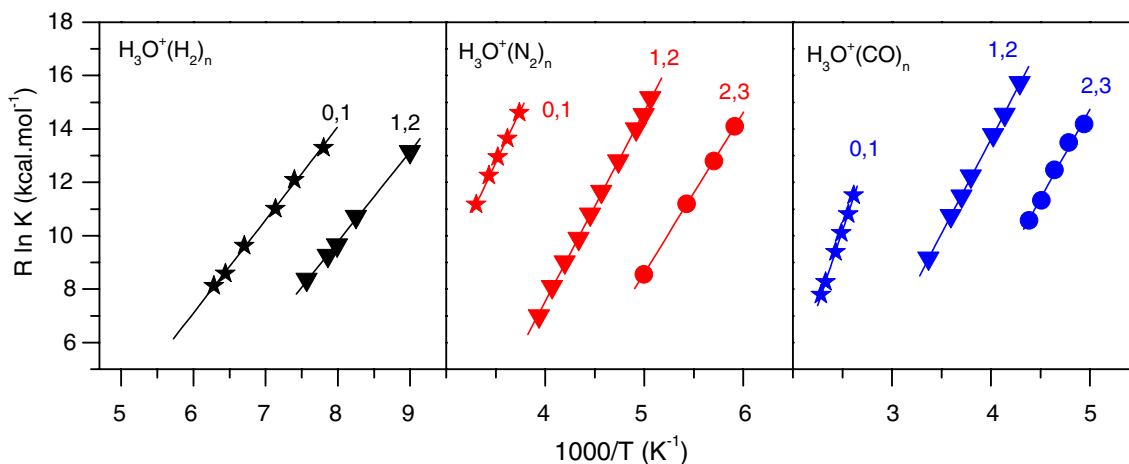 R ln K (kcal.mol⁻¹)
18
16
14
12
10
8
6
H₃O⁺(H₂)ₙ
0,1
1,2
5 6 7 8 9
H₃O⁺(N₂)ₙ
0,1
1,2
2,3
4 5 6
H₃O⁺(CO)ₙ
0,1
1,2
2,3
3 4 5
1000/T (K⁻¹)